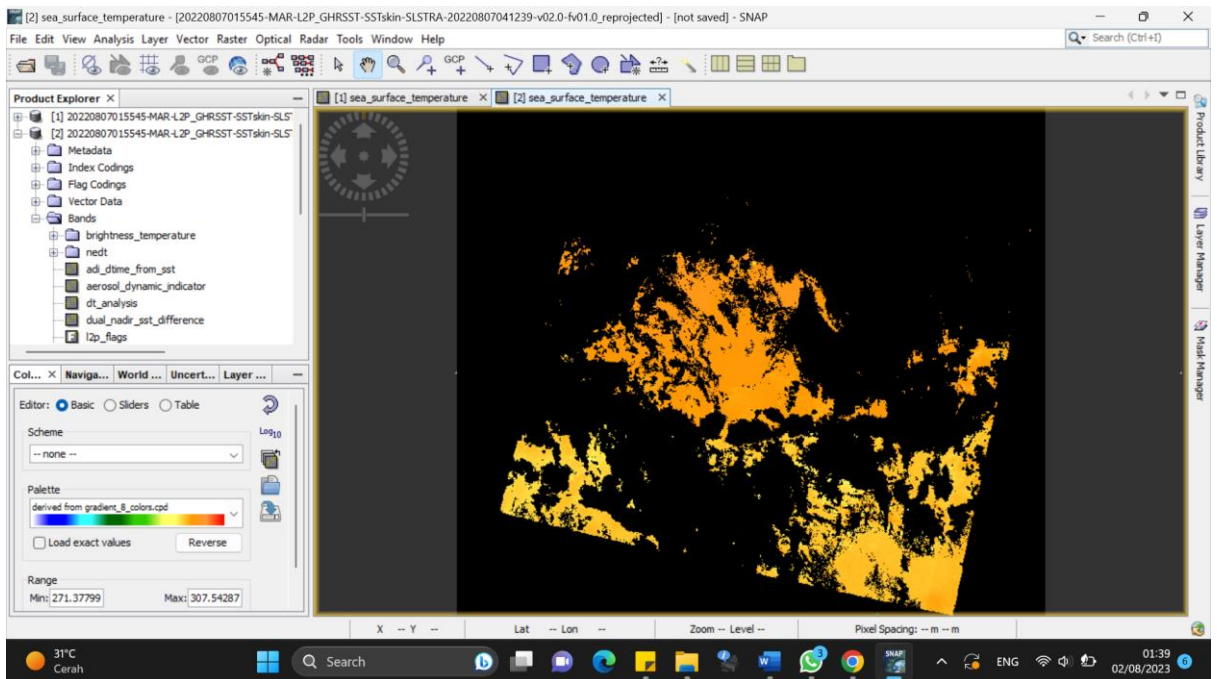 [2] sea_surface_temperature - [20220807015545-MAR-L2P_GHRSST-SSTskin-SLSTRA-20220807041239-v02.0-fv01.0_reprojected] - [not saved] - SNAP
File Edit View Analysis Layer Vector Raster Optical Radar Tools Window Help
Search (Ctrl+I)
GCP
GCP
Product Explorer
[1] sea_surface_temperature
[2] sea_surface_temperature
[1] 20220807015545-MAR-L2P_GHRSST-SSTskin-SLS
[2] 20220807015545-MAR-L2P_GHRSST-SSTskin-SLS
Metadata
Index Codings
Flag Codings
Vector Data
Bands
brightness_temperature
nedt
adi_dtime_from_sst
aerosol_dynamic_indicator
dt_analysis
dual_nadir_sst_difference
l2p_flags
Product Library
Layer Manager
Mask Manager
Col... Naviga... World ... Uncert... Layer ...
Editor: Basic Sliders Table
Scheme
Log10
-- none --
Palette
derived from gradient_8_colors.cpd
Load exact values Reverse
Range
Min: 271.37799 Max: 307.54287
X -- Y -- Lat -- Lon -- Zoom -- Level -- Pixel Spacing: -- m -- m
31°C
Cerah
Search
3
SNAP
ENG
01:39
02/08/2023
6